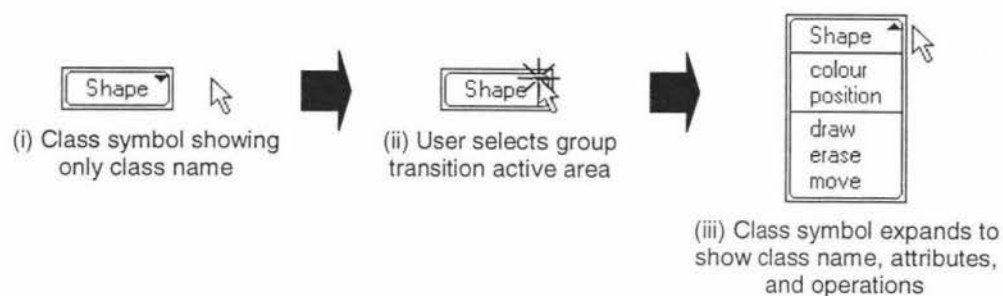 Shape
(i) Class symbol showing
only class name
Shape
(ii) User selects group
transition active area
Shape
colour
position
draw
erase
move
(iii) Class symbol expands to
show class name, attributes,
and operations